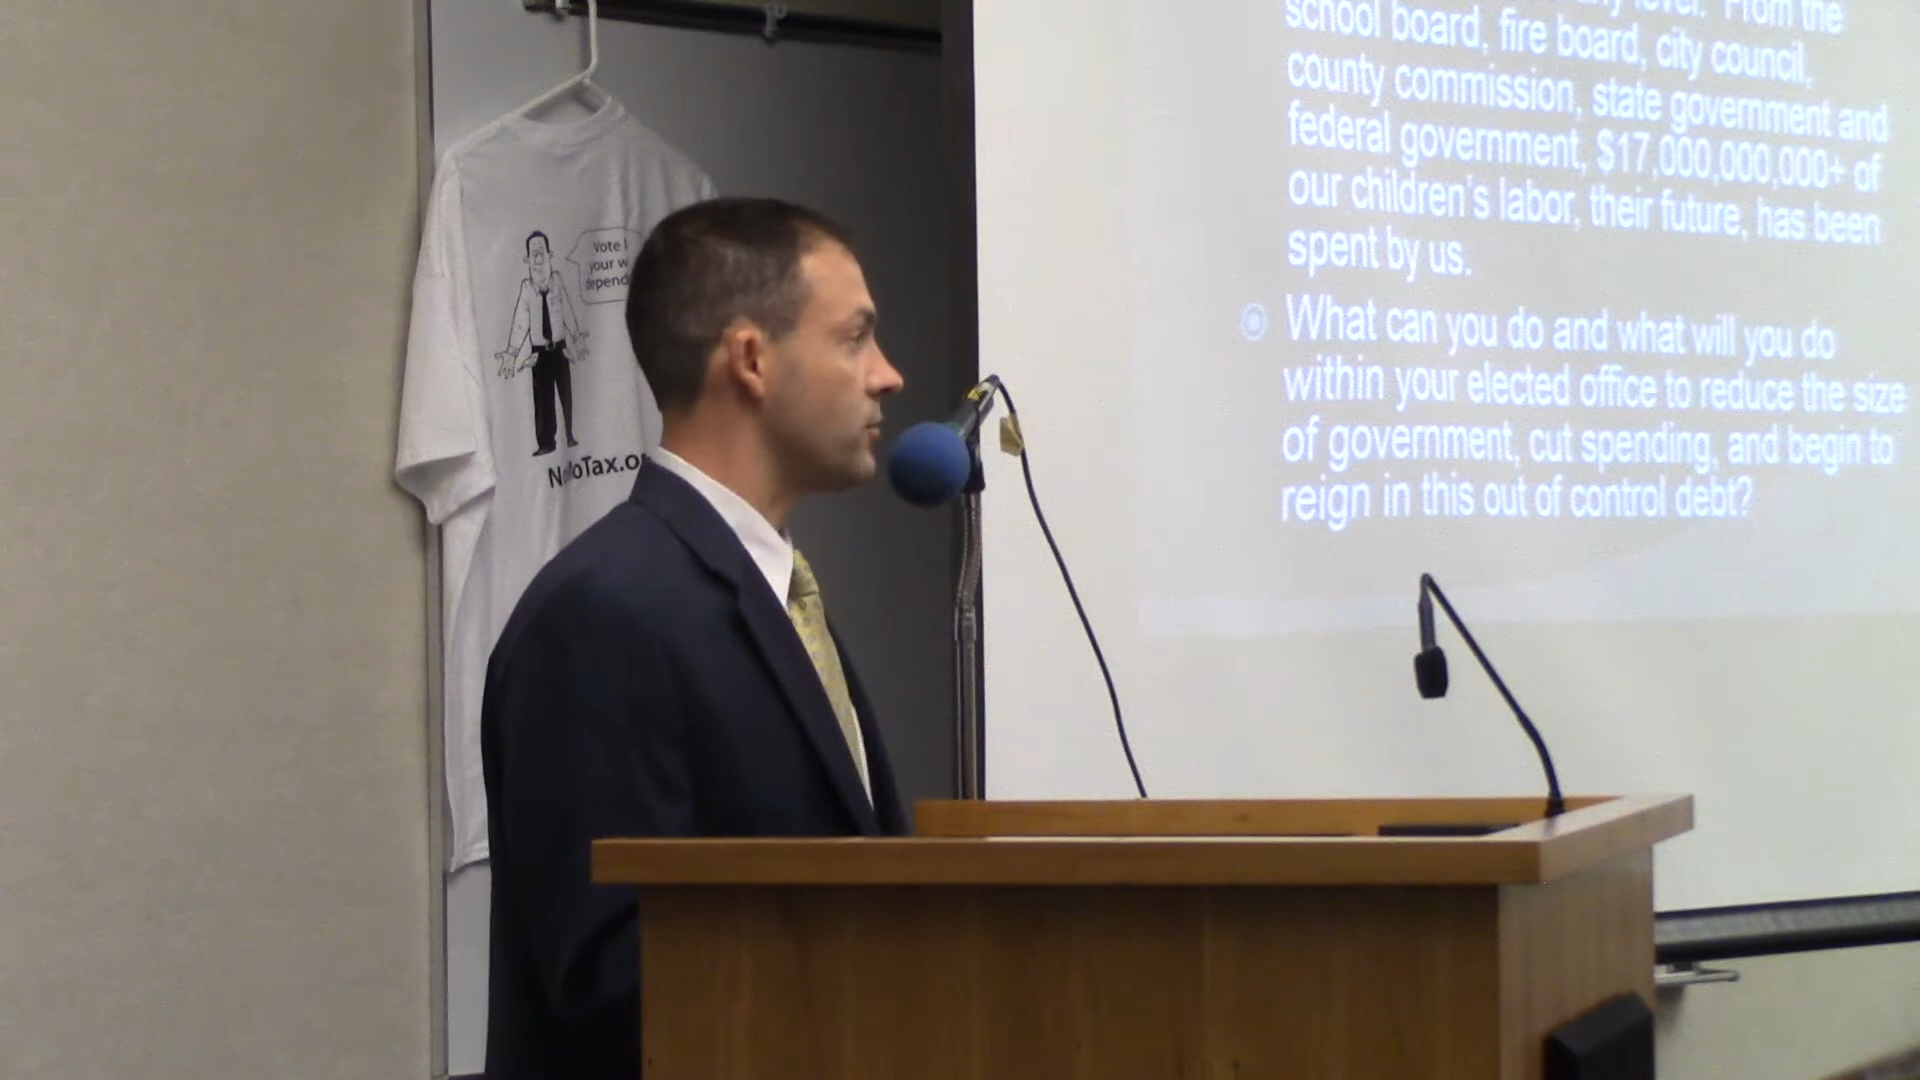 Vote
your w
depend
school board, fire board, city council,
county commission, state government and
federal government, $17,000,000,000+ of
our children's labor, their future, has been
spent by us.
What can you do and what will you do
within your elected office to reduce the size
of government, cut spending, and begin to
reign in this out of control debt?